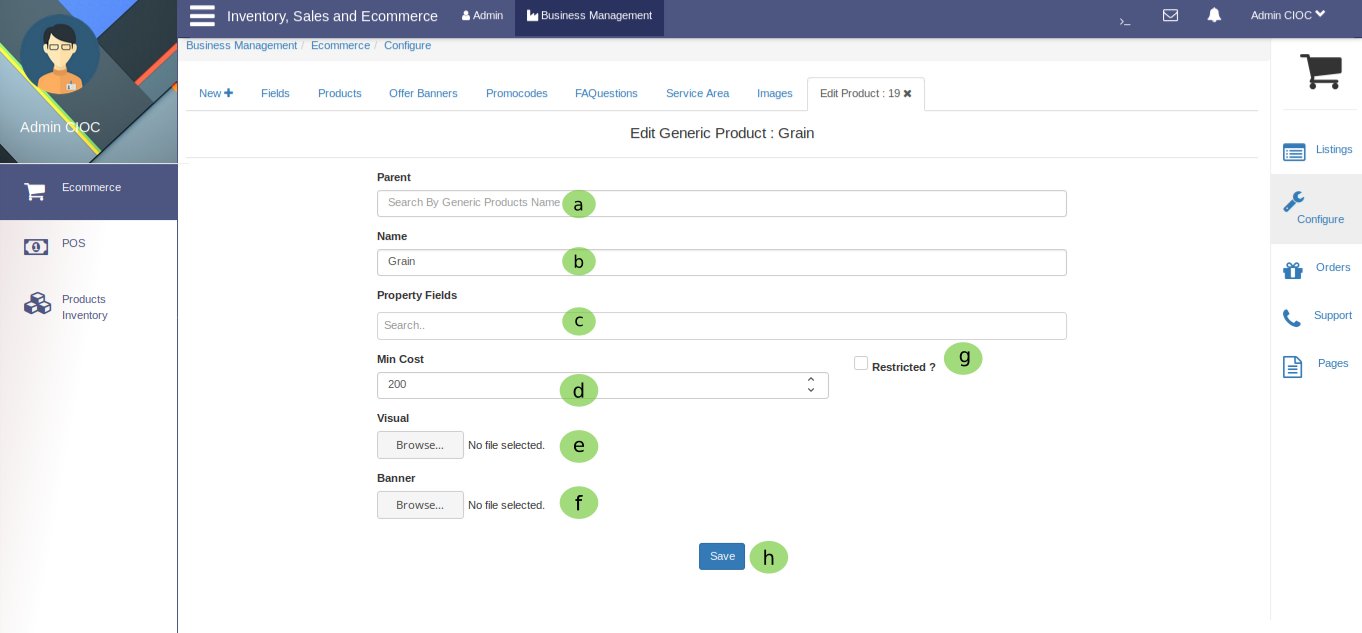 Inventory, Sales and Ecommerce Admin Business Management >_ Admin CIOC
Business Management / Ecommerce / Configure
New Fields Products Offer Banners Promocodes FAQuestions Service Area Images Edit Product : 19
Admin CIOC
Edit Generic Product : Grain
Ecommerce
POS
Products
Inventory
Parent
Search By Generic Products Name a
Name
Grain b
Property Fields
Search.. c
Min Cost
200 d
Restricted ? g
Visual
Browse... No file selected. e
Banner
Browse... No file selected. f
Save h
Listings
Configure
Orders
Support
Pages